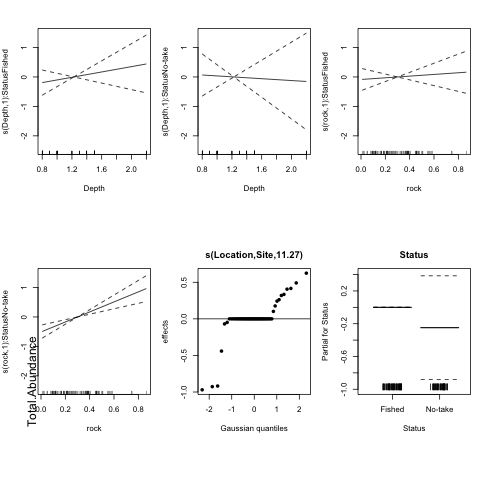 s(Depth,1):StatusFished
1
0
-1
-2
0.8 1.2 1.6 2.0
Depth
s(Depth,1):StatusNo-take
1
0
-1
-2
0.8 1.2 1.6 2.0
Depth
s(rock,1):StatusFished
1
0
-1
-2
0.0 0.2 0.4 0.6 0.8
rock
s(rock,1):StatusNo-take
1
0
-1
-2
0.0 0.2 0.4 0.6 0.8
rock
Total Abundance
s(Location,Site,11.27)
effects
0.5
0.0
-0.5
-1.0
-2 -1 0 1 2
Gaussian quantiles
Status
Partial for Status
0.2
-0.2
-0.6
-1.0
Fished No-take
Status